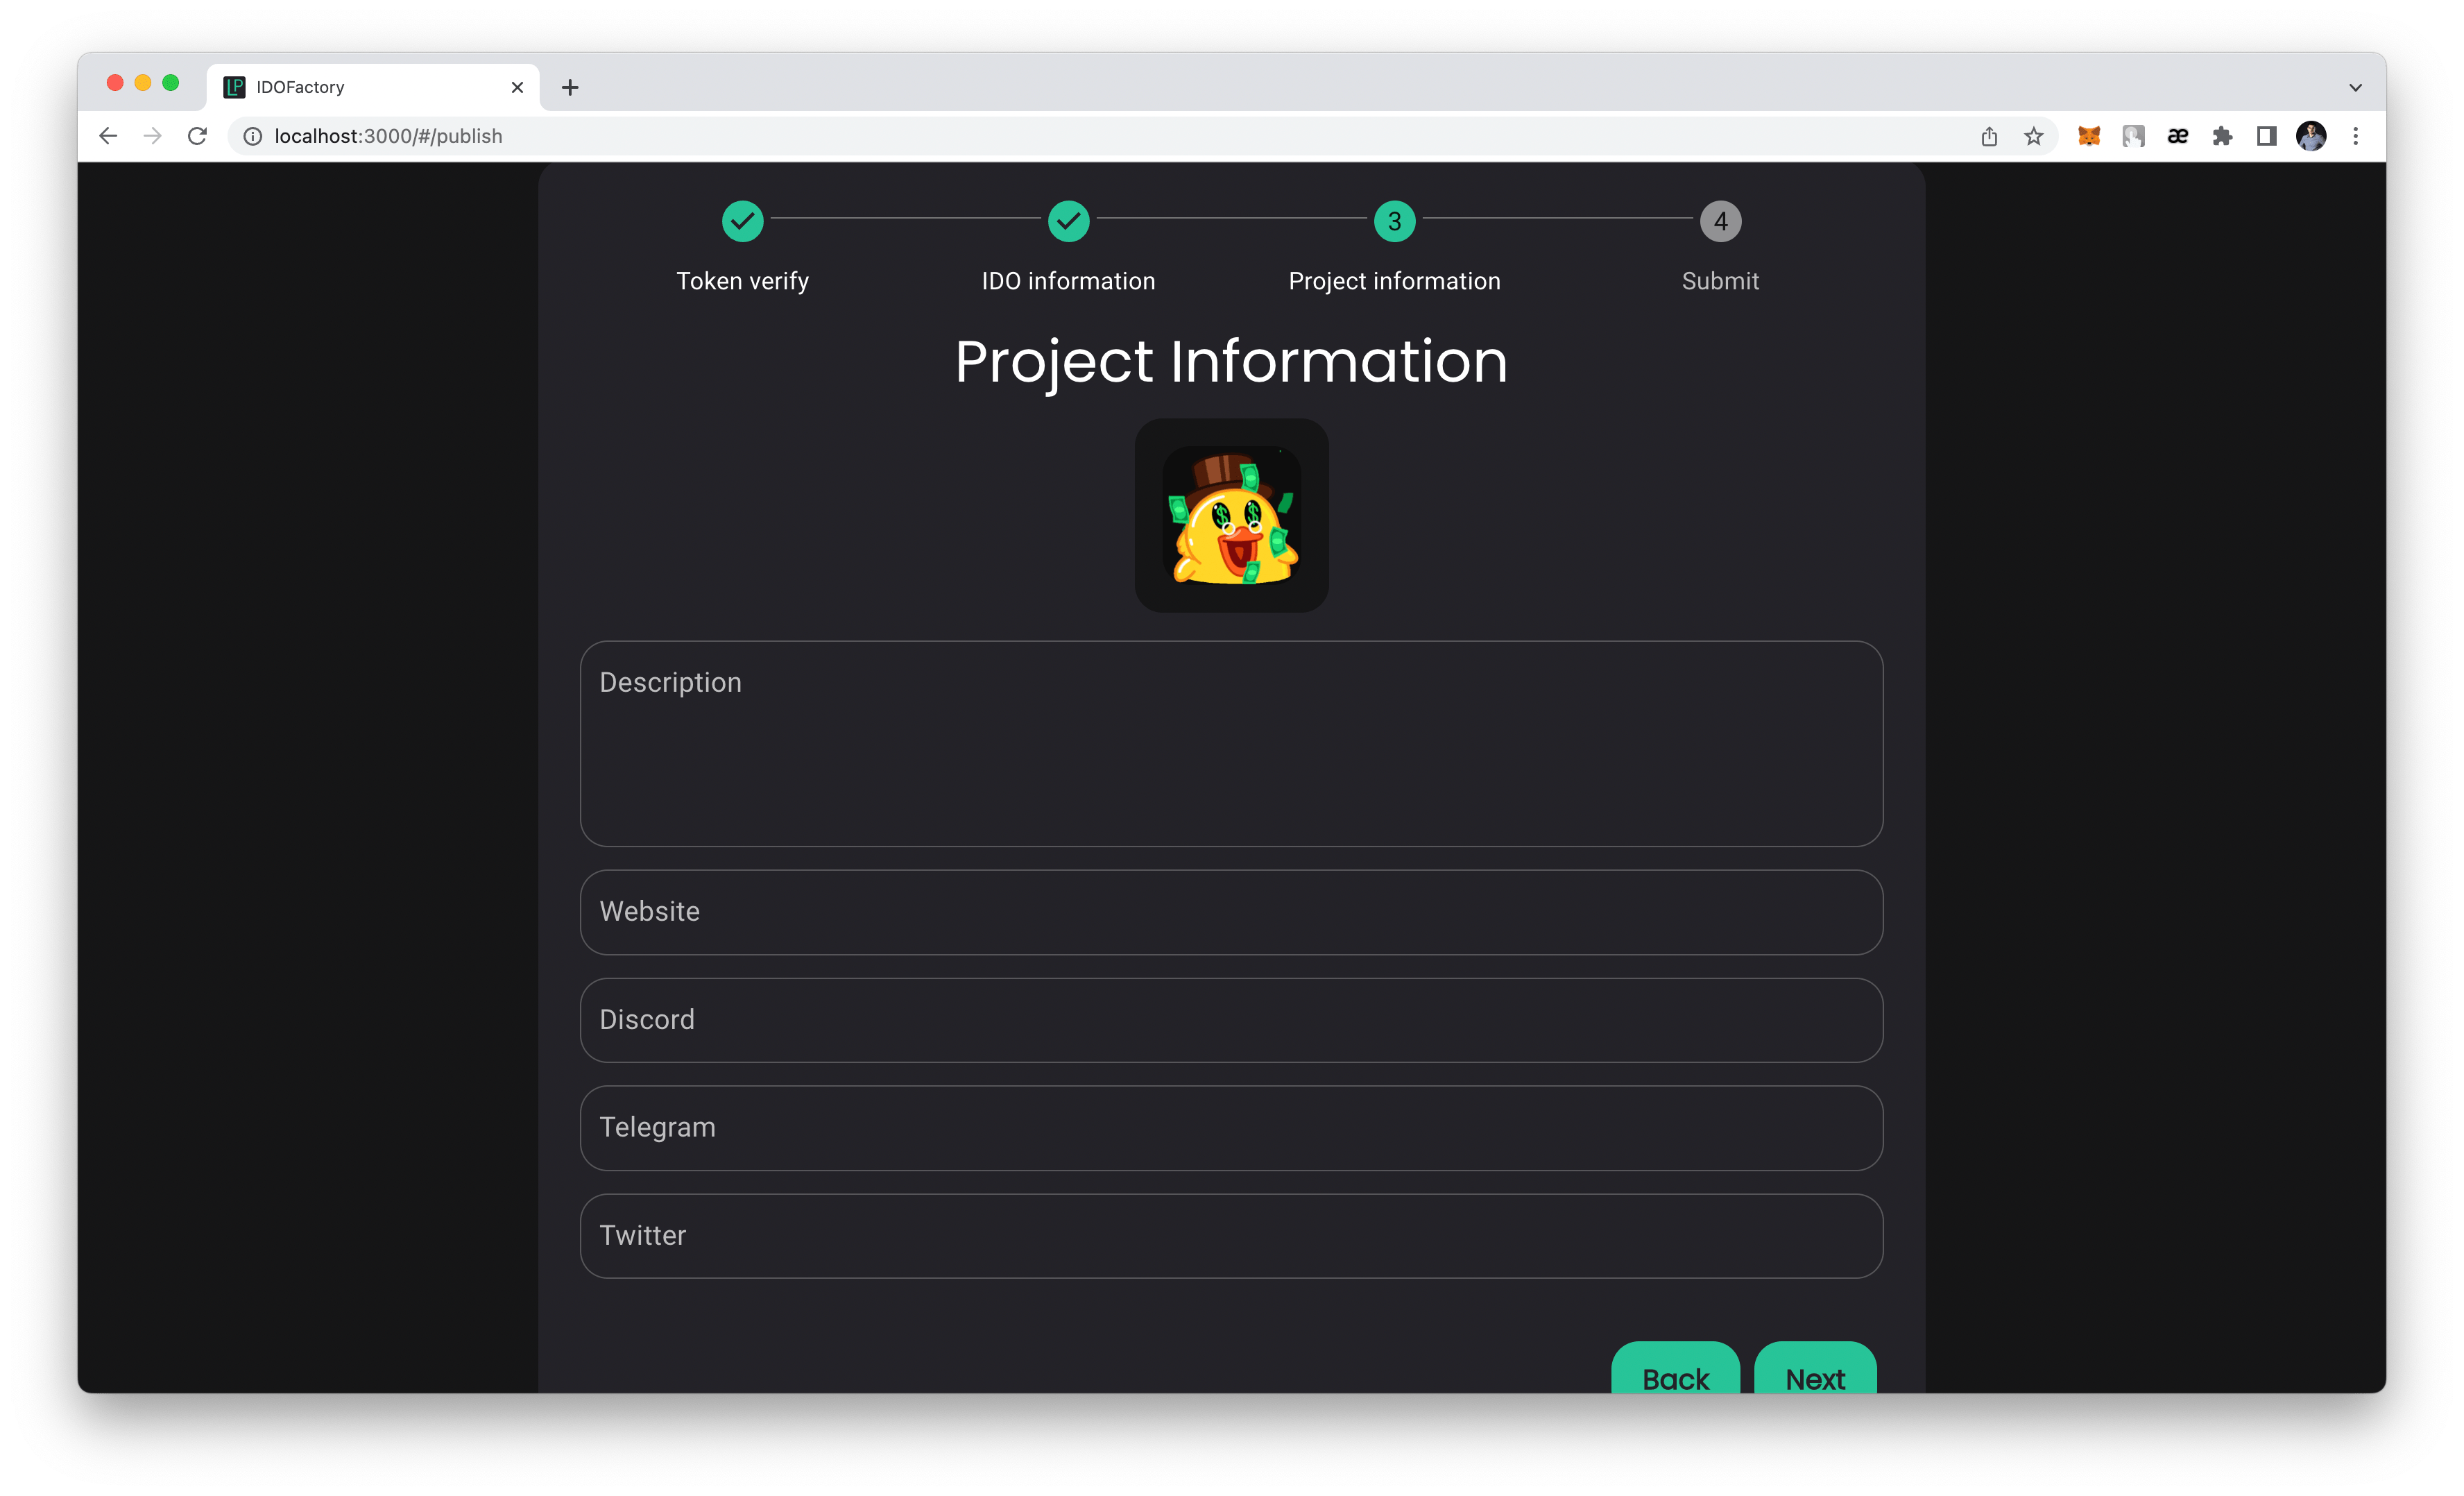 LP IDOFactory
localhost:3000/#/publish
æ
3
4
Token verify
IDO information
Project information
Submit
Project Information
$ $
Description
Website
Discord
Telegram
Twitter
Back
Next